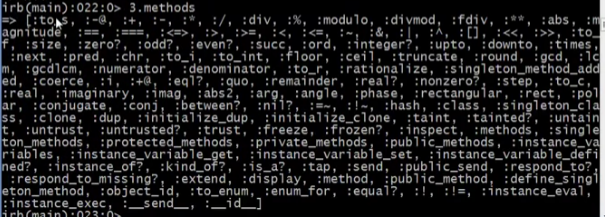 irb(main):022:0> 3.methods
=> [:to_s, :-@, :+, :-, :*, :/, :div, :%, :modulo, :divmod, :fdiv, :**, :abs, :m
agnitude, :==, :===, :<=>, :>, :>=, :<, :<=, :~, :&, :|, :^, :[], :<<, :>>, :to_
f, :size, :zero?, :odd?, :even?, :succ, :ord, :integer?, :upto, :downto, :times,
 :next, :pred, :chr, :to_i, :to_int, :floor, :ceil, :truncate, :round, :gcd, :lc
m, :gcdlcm, :numerator, :denominator, :to_r, :rationalize, :singleton_method_add
ed, :coerce, :i, :+@, :eql?, :quo, :remainder, :real?, :nonzero?, :step, :to_c,
:real, :imaginary, :imag, :abs2, :arg, :angle, :phase, :rectangular, :rect, :pol
ar, :conjugate, :conj, :between?, :nil?, :=~, :!~, :hash, :class, :singleton_cla
ss, :clone, :dup, :initialize_dup, :initialize_clone, :taint, :tainted?, :untain
t, :untrust, :untrusted?, :trust, :freeze, :frozen?, :inspect, :methods, :single
ton_methods, :protected_methods, :private_methods, :public_methods, :instance_va
riables, :instance_variable_get, :instance_variable_set, :instance_variable_defi
ned?, :instance_of?, :kind_of?, :is_a?, :tap, :send, :public_send, :respond_to?,
 :respond_to_missing?, :extend, :display, :method, :public_method, :define_singl
eton_method, :object_id, :to_enum, :enum_for, :equal?, :!, :!=, :instance_eval,
:instance_exec, :__send__, :__id__]
irb(main):023:0>